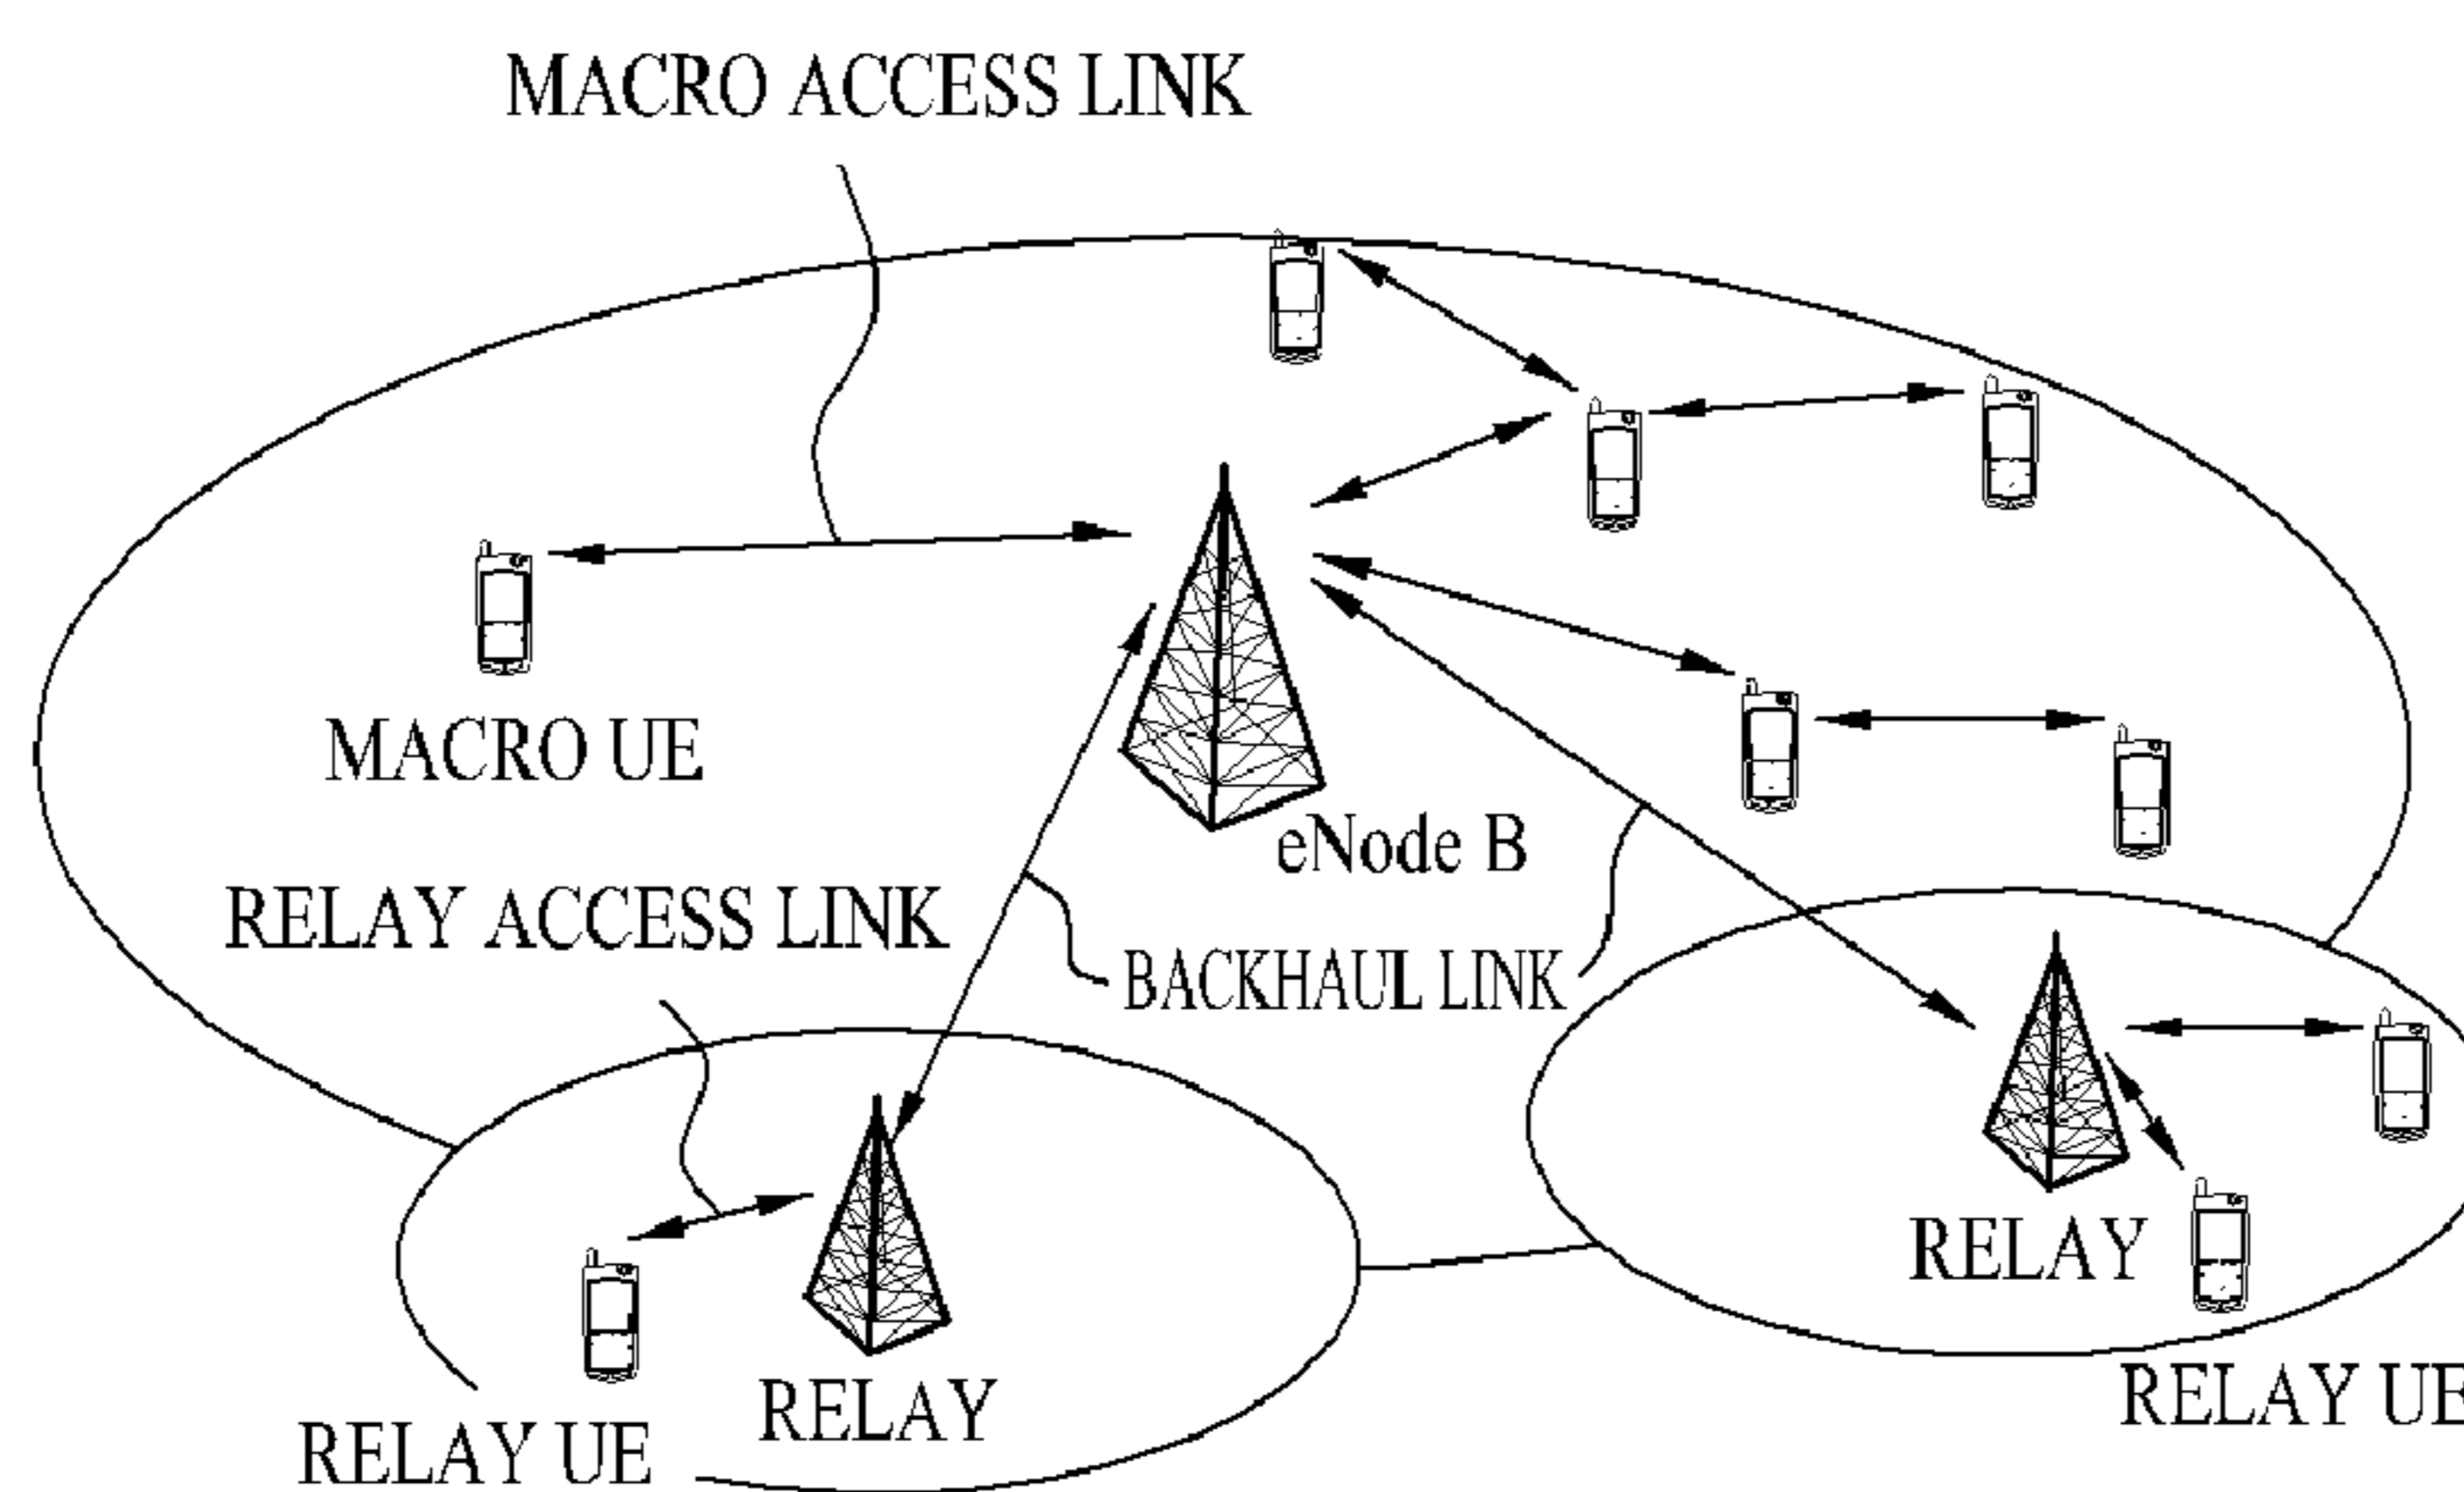 MACRO ACCESS LINK
MACRO UE
eNode B
RELAY ACCESS LINK
BACKHAUL LINK
RELAY
RELAY UE
RELAY
RELAY UE